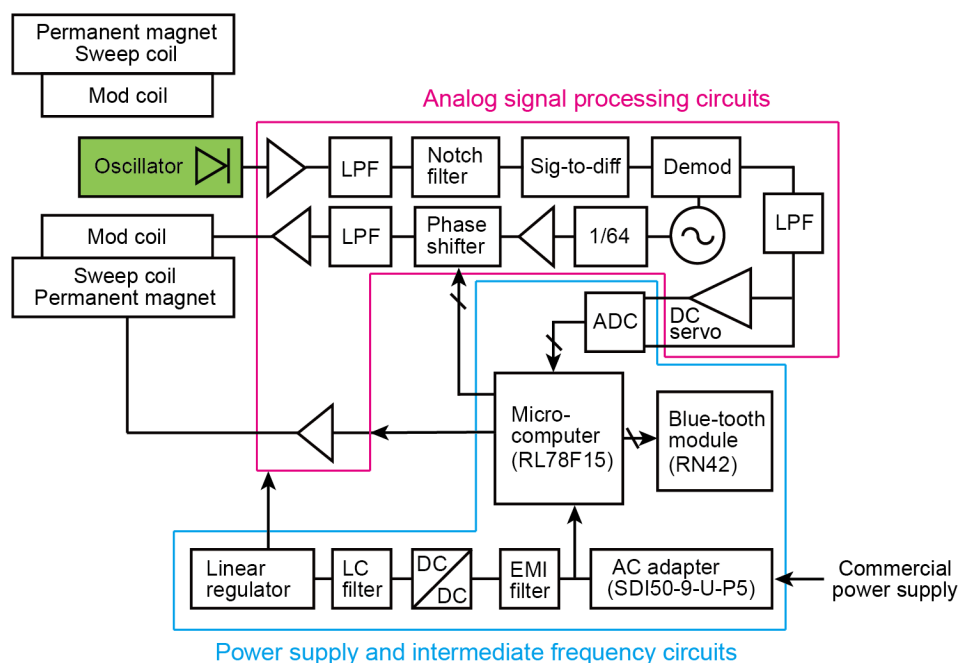 Permanent magnet
Sweep coil
Mod coil
Analog signal processing circuits
Oscillator
LPF
Notch
filter
Sig-to-diff
Demod
LPF
Mod coil
LPF
Phase
shifter
1/64
Sweep coil
Permanent magnet
ADC
DC
servo
Micro-
computer
(RL78F15)
Blue-tooth
module
(RN42)
Linear
regulator
LC
filter
DC
DC
EMI
filter
AC adapter
(SDI50-9-U-P5)
Commercial
power supply
Power supply and intermediate frequency circuits